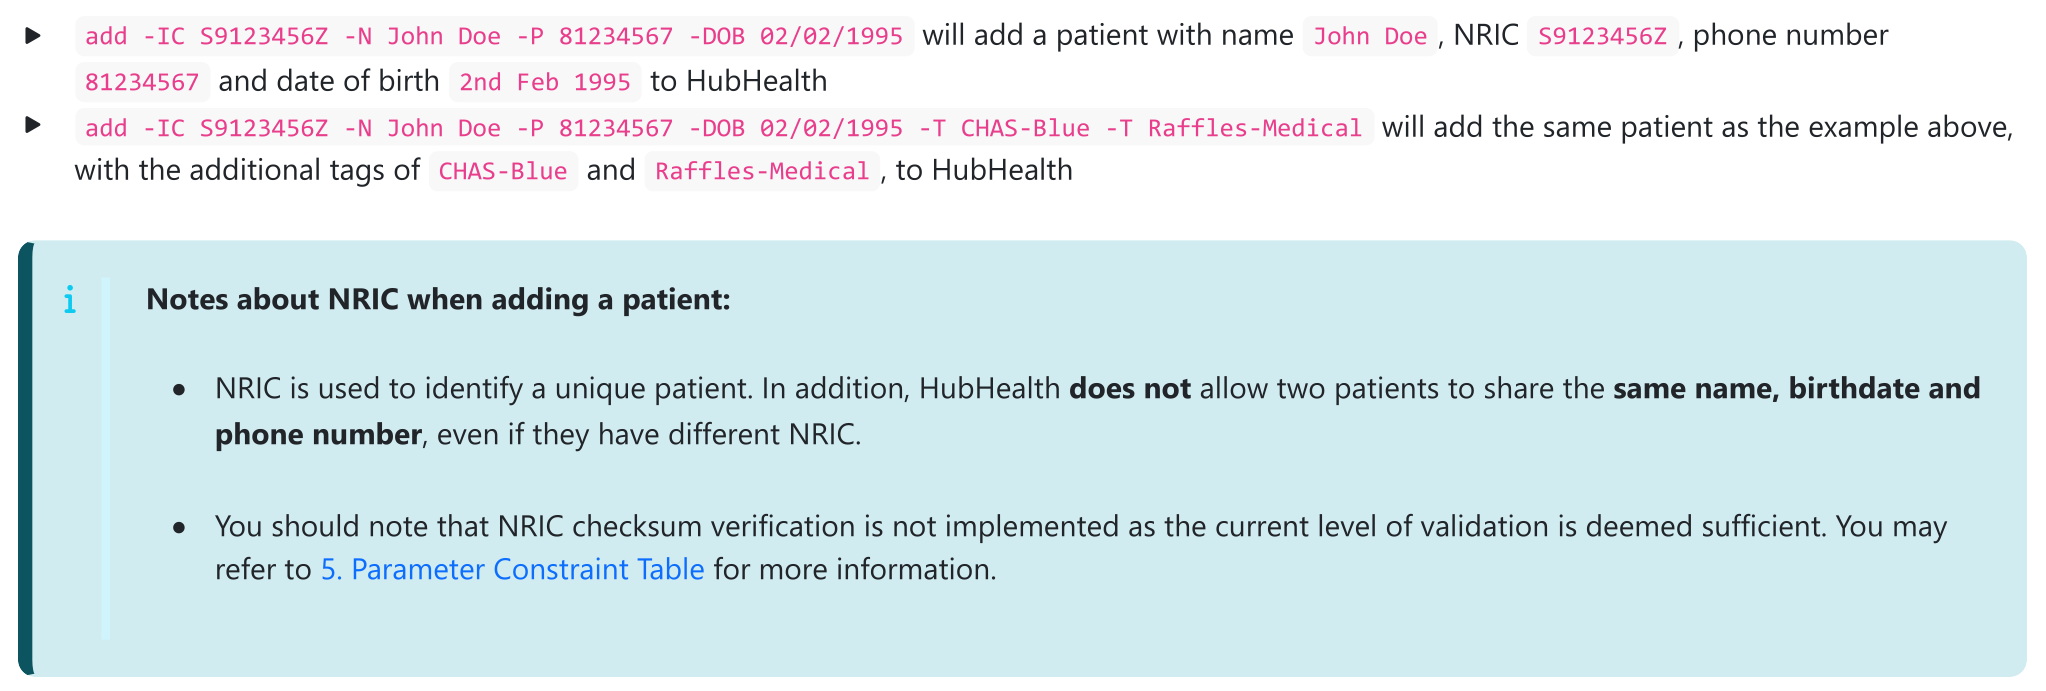 add -IC S9123456Z -N John Doe -P 81234567 -DOB 02/02/1995 will add a patient with name John Doe , NRIC S9123456Z , phone number
81234567 and date of birth 2nd Feb 1995 to HubHealth
add -IC S9123456Z -N John Doe -P 81234567 -DOB 02/02/1995 -T CHAS-Blue -T Raffles-Medical will add the same patient as the example above,
with the additional tags of CHAS-Blue and Raffles-Medical , to HubHealth
Notes about NRIC when adding a patient:
● NRIC is used to identify a unique patient. In addition, HubHealth does not allow two patients to share the same name, birthdate and
phone number, even if they have different NRIC.
● You should note that NRIC checksum verification is not implemented as the current level of validation is deemed sufficient. You may
refer to 5. Parameter Constraint Table for more information.